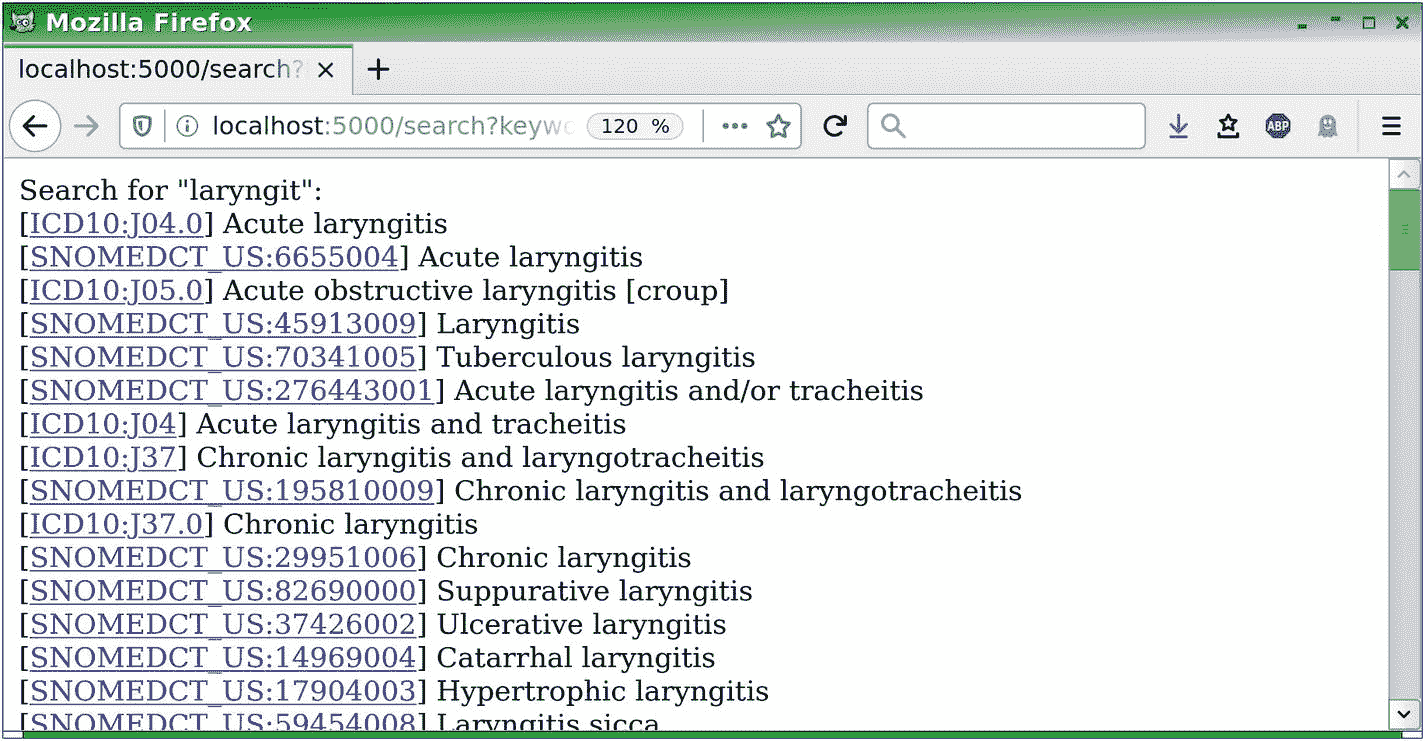 Mozilla Firefox
localhost:5000/search?
localhost:5000/search?keywo 120 %
ABP
Search for "laryngit":
[ICD10:J04.0] Acute laryngitis
[SNOMEDCT_US:6655004] Acute laryngitis
[ICD10:J05.0] Acute obstructive laryngitis [croup]
[SNOMEDCT_US:45913009] Laryngitis
[SNOMEDCT_US:70341005] Tuberculous laryngitis
[SNOMEDCT_US:276443001] Acute laryngitis and/or tracheitis
[ICD10:J04] Acute laryngitis and tracheitis
[ICD10:J37] Chronic laryngitis and laryngotracheitis
[SNOMEDCT_US:195810009] Chronic laryngitis and laryngotracheitis
[ICD10:J37.0] Chronic laryngitis
[SNOMEDCT_US:29951006] Chronic laryngitis
[SNOMEDCT_US:82690000] Suppurative laryngitis
[SNOMEDCT_US:37426002] Ulcerative laryngitis
[SNOMEDCT_US:14969004] Catarrhal laryngitis
[SNOMEDCT_US:17904003] Hypertrophic laryngitis
[SNOMEDCT_US:59454008] Laryngitis sicca